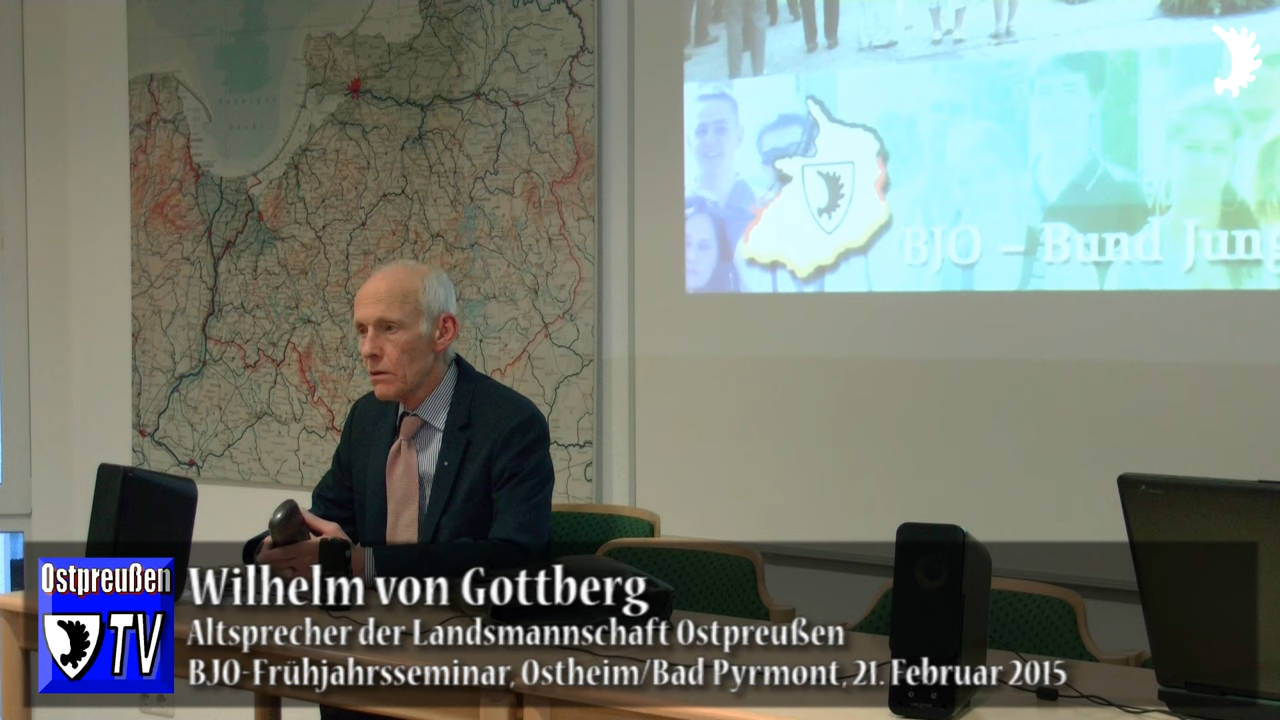 BJO – Bund Jung
Ostpreußen
TV
Wilhelm von Gottberg
Altsprecher der Landsmannschaft Ostpreußen
BJO-Frühjahrsseminar, Ostheim/Bad Pyrmont, 21. Februar 2015